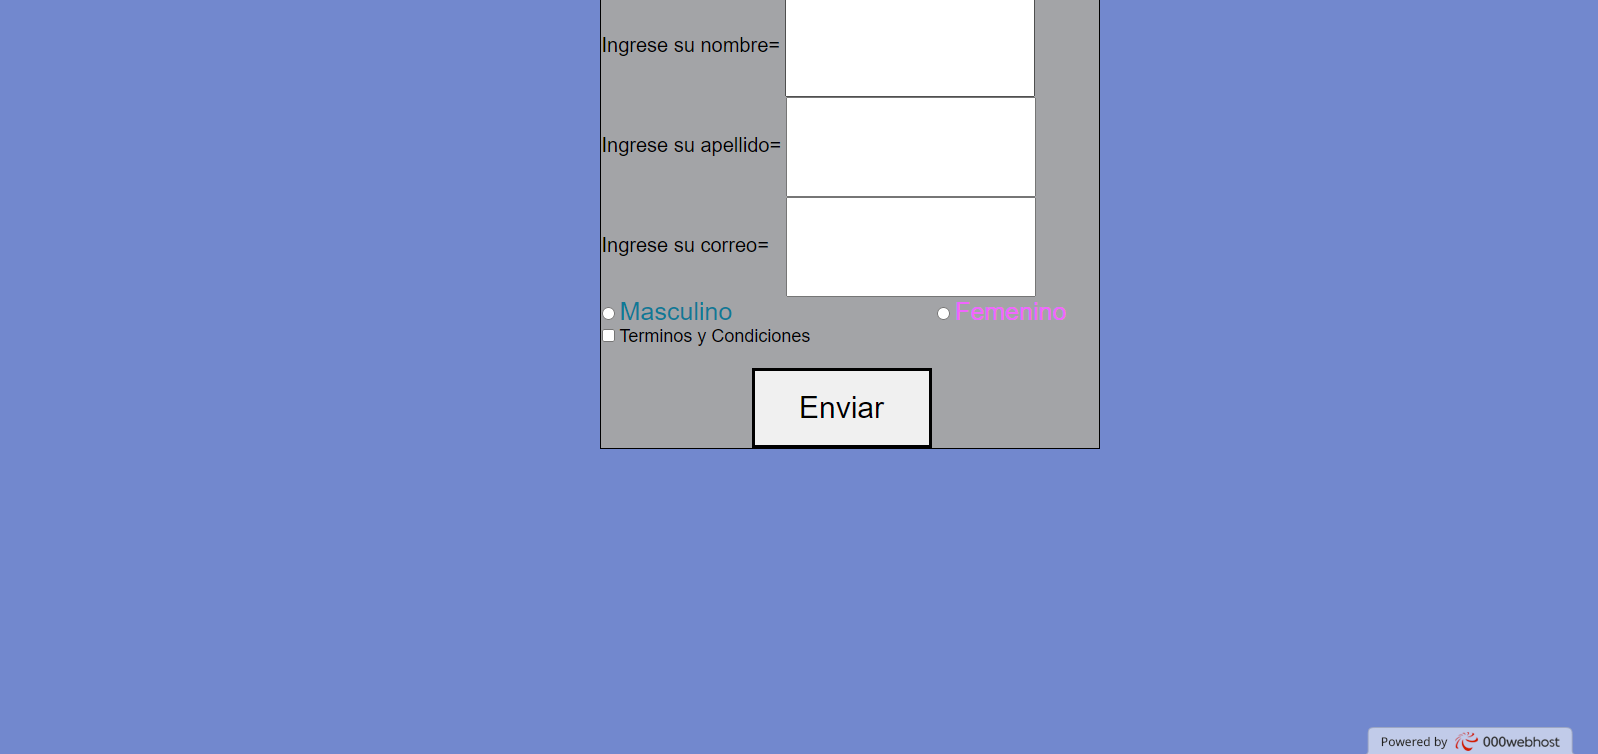 Ingrese su nombre=
Ingrese su apellido=
Ingrese su correo=
Masculino Femenino
Terminos y Condiciones
Enviar
Powered by 000webhost